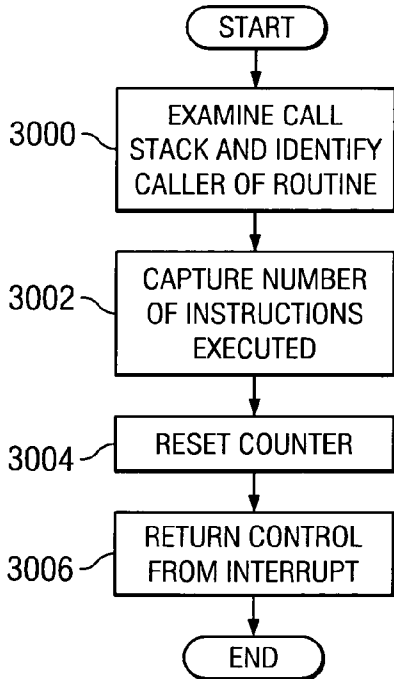 START
3000
EXAMINE CALL
STACK AND IDENTIFY
CALLER OF ROUTINE
3002
CAPTURE NUMBER
OF INSTRUCTIONS
EXECUTED
3004
RESET COUNTER
3006
RETURN CONTROL
FROM INTERRUPT
END